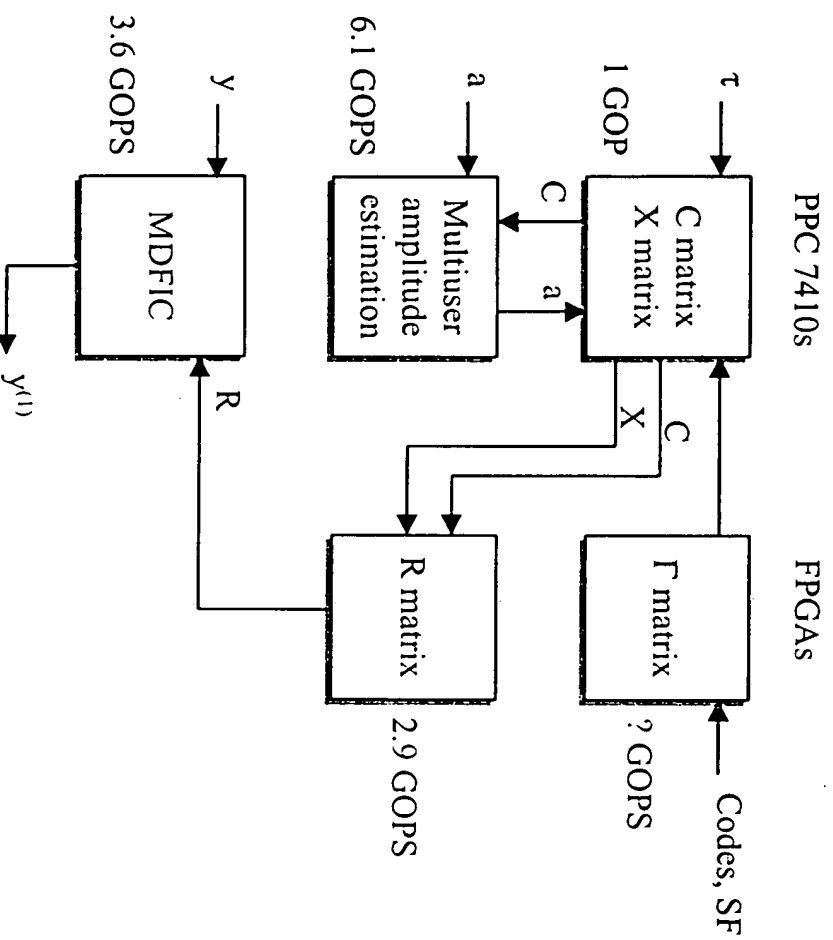 PPC 7410s
FPGAs
τ
C matrix
X matrix
1 GOP
Γ matrix
? GOPS
Codes, SF
C
a
X
C
a
Multiuser
amplitude
estimation
6.1 GOPS
R matrix
2.9 GOPS
y
MDFIC
3.6 GOPS
R
y(1)